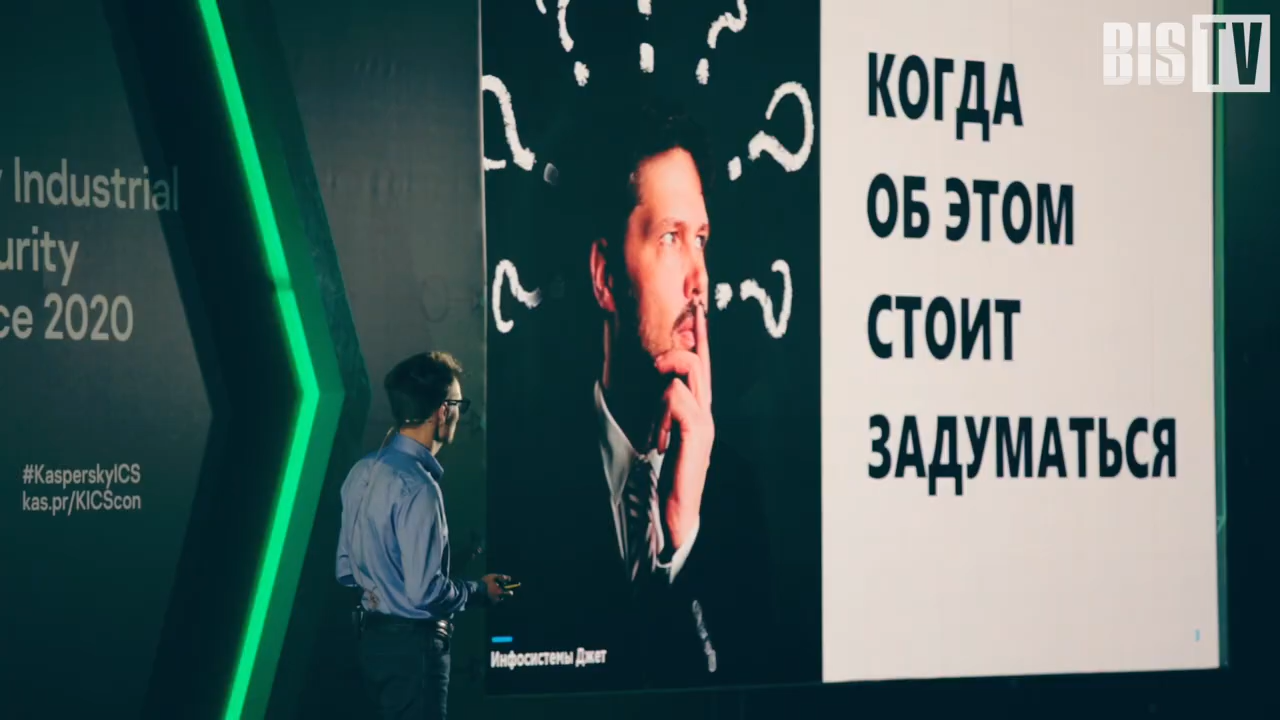 BIS TV
Industrial
urity
ce 2020
#KasperskyICS
kas.pr/KICScon
КОГДА
ОБ ЭТОМ
СТОИТ
ЗАДУМАТЬСЯ
Инфосистемы Джет